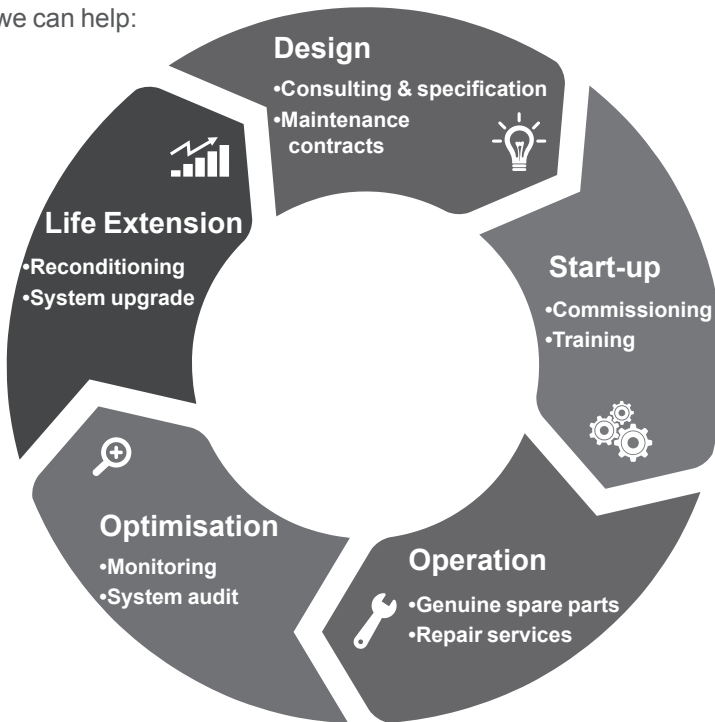 we can help:
Design
•Consulting & specification
•Maintenance
contracts
Start-up
•Commissioning
•Training
Operation
•Genuine spare parts
•Repair services
Optimisation
•Monitoring
•System audit
Life Extension
•Reconditioning
•System upgrade